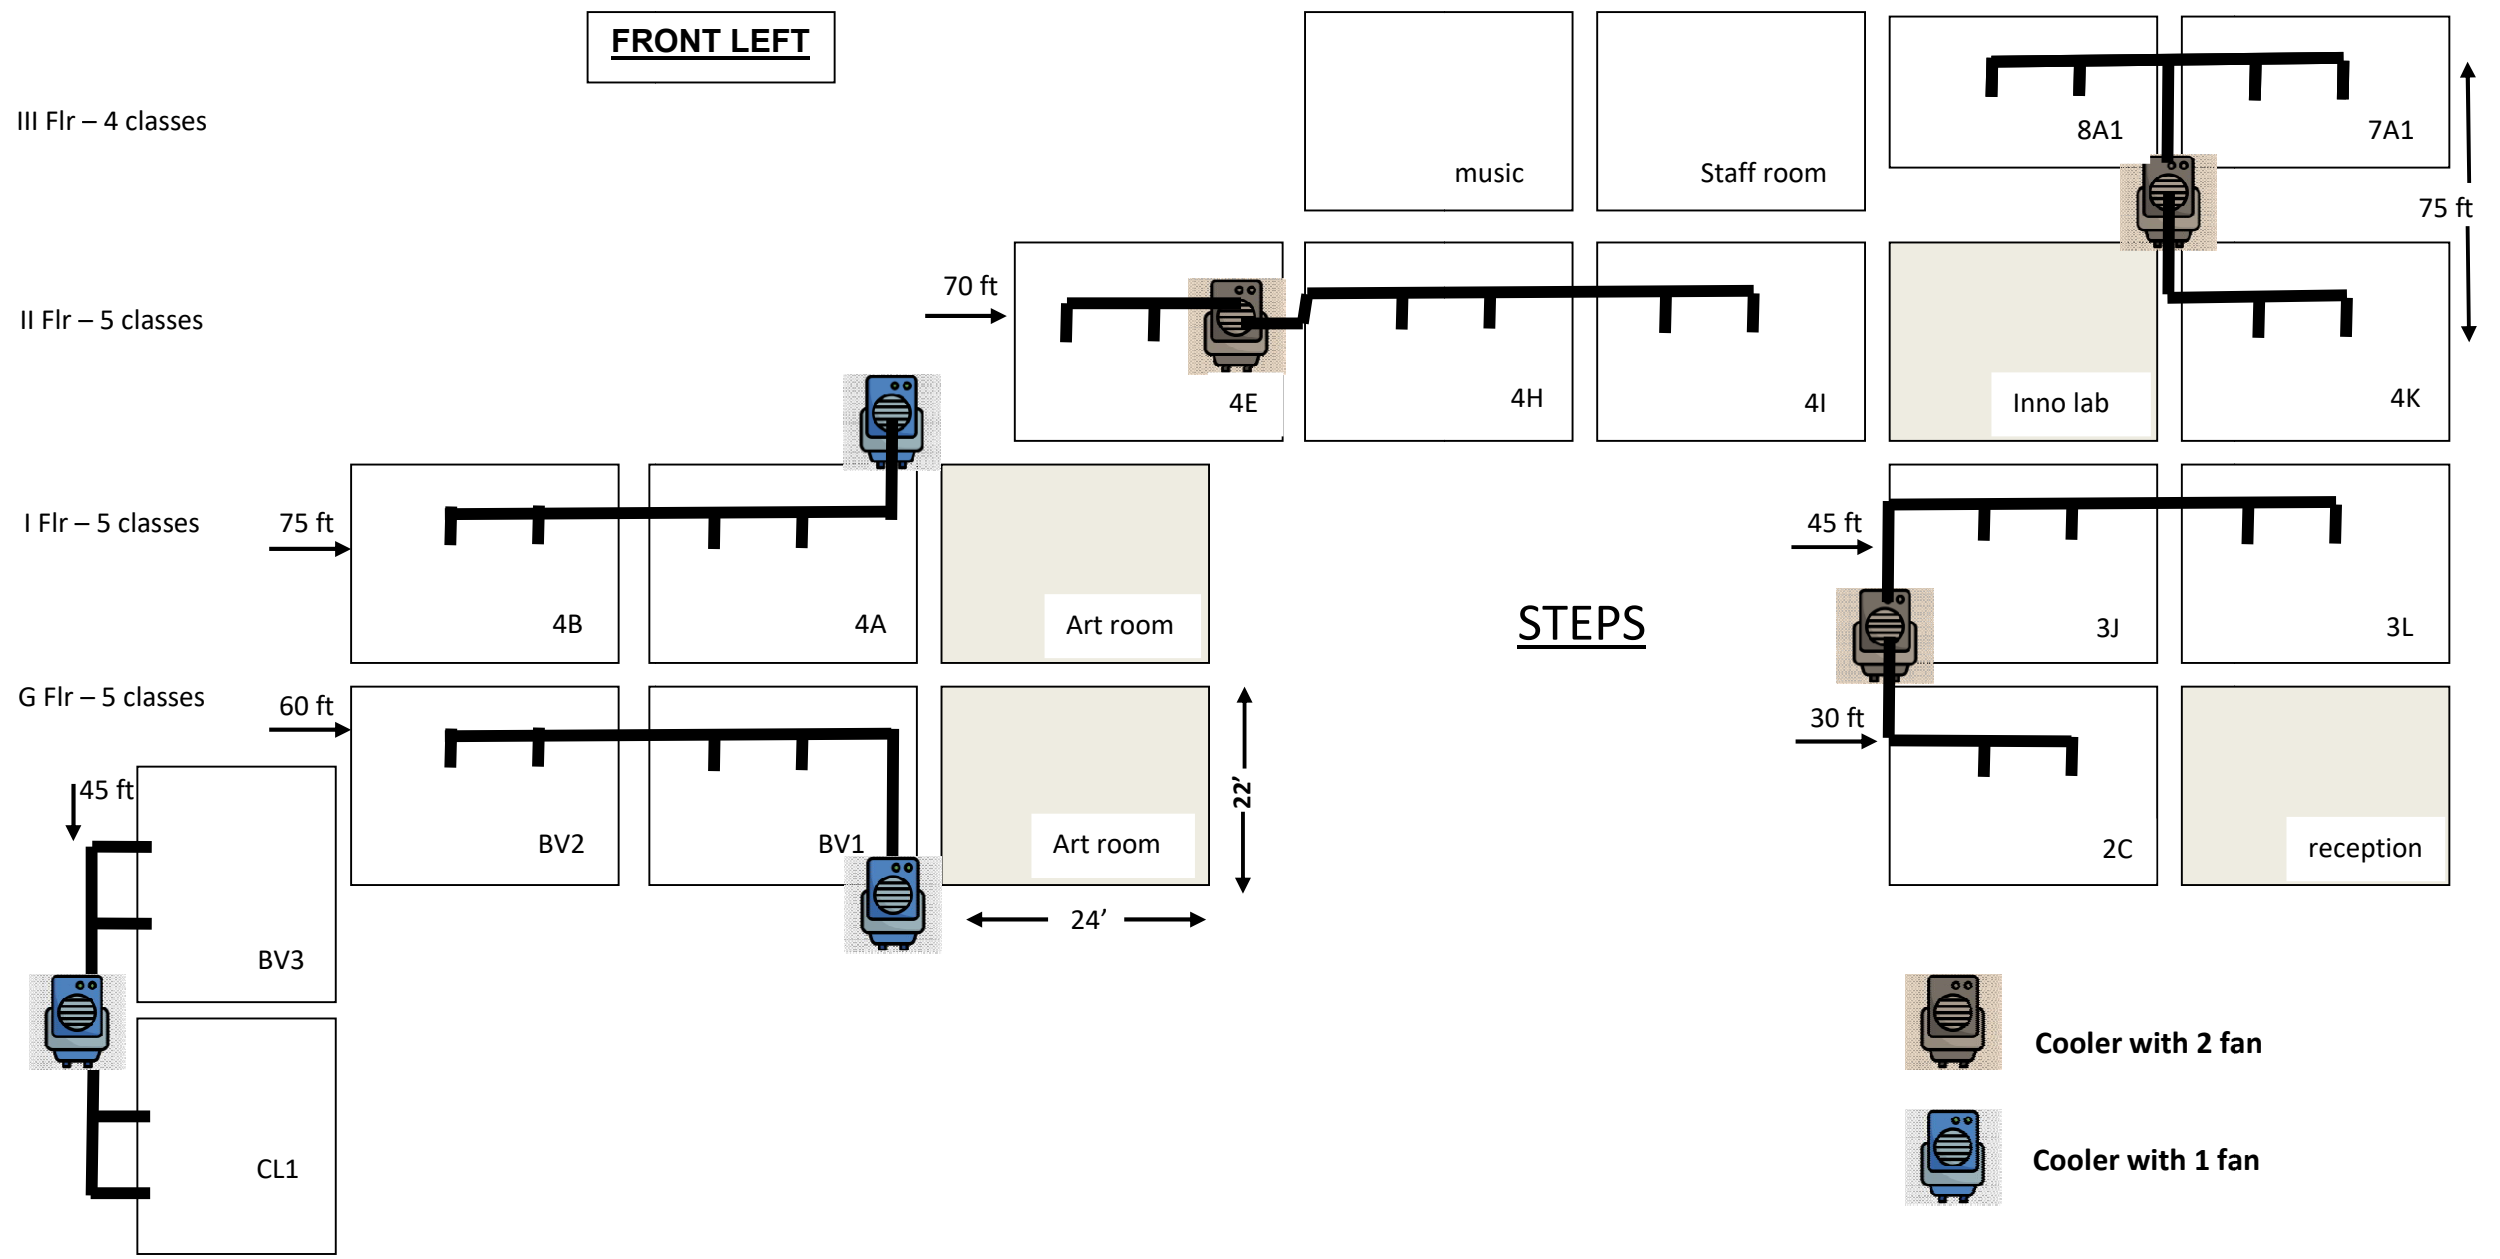 FRONT LEFT
III Flr – 4 classes
music
Staff room
8A1
7A1
75 ft
II Flr – 5 classes
70 ft
4E
4H
4I
Inno lab
4K
I Flr – 5 classes
75 ft
4B
4A
Art room
STEPS
45 ft
3J
3L
G Flr – 5 classes
60 ft
BV2
BV1
Art room
22’
24’
30 ft
2C
reception
45 ft
BV3
CL1
Cooler with 2 fan
Cooler with 1 fan